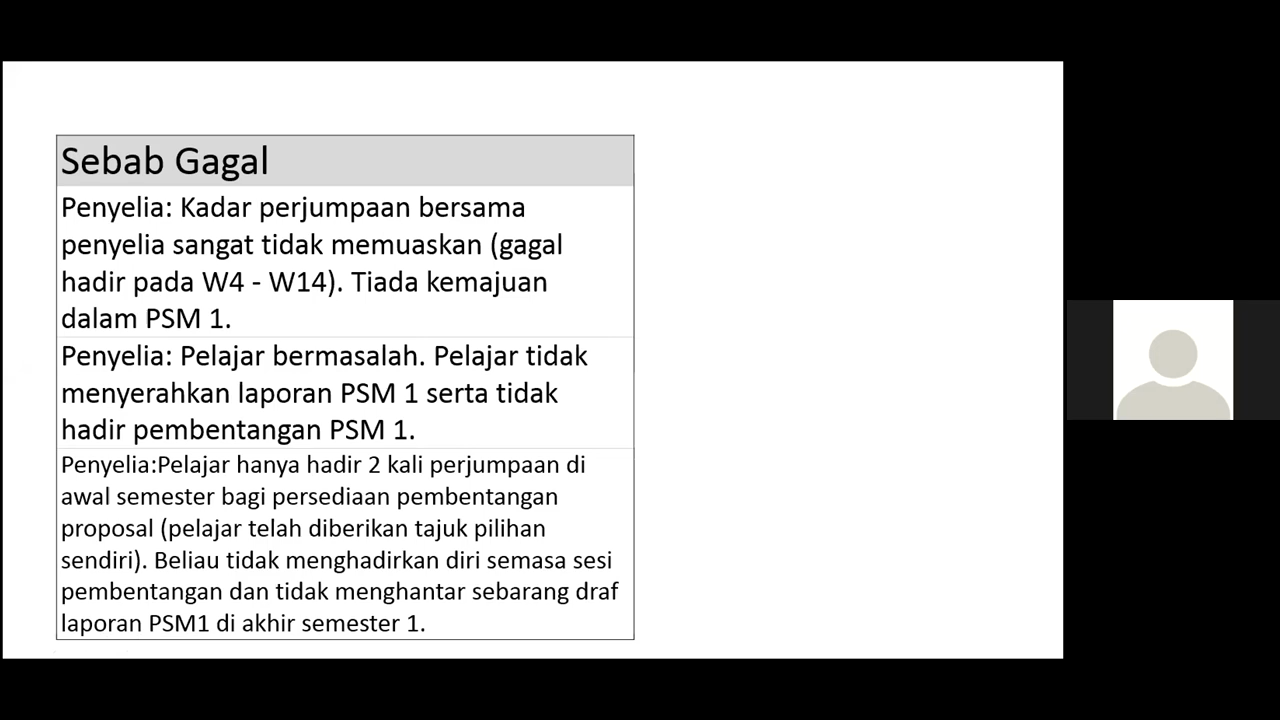 Sebab Gagal
Penyelia: Kadar perjumpaan bersama
penyelia sangat tidak memuaskan (gagal
hadir pada W4 - W14). Tiada kemajuan
dalam PSM 1.
Penyelia: Pelajar bermasalah. Pelajar tidak
menyerahkan laporan PSM 1 serta tidak
hadir pembentangan PSM 1.
Penyelia:Pelajar hanya hadir 2 kali perjumpaan di
awal semester bagi persediaan pembentangan
proposal (pelajar telah diberikan tajuk pilihan
sendiri). Beliau tidak menghadirkan diri semasa sesi
pembentangan dan tidak menghantar sebarang draf
laporan PSM1 di akhir semester 1.